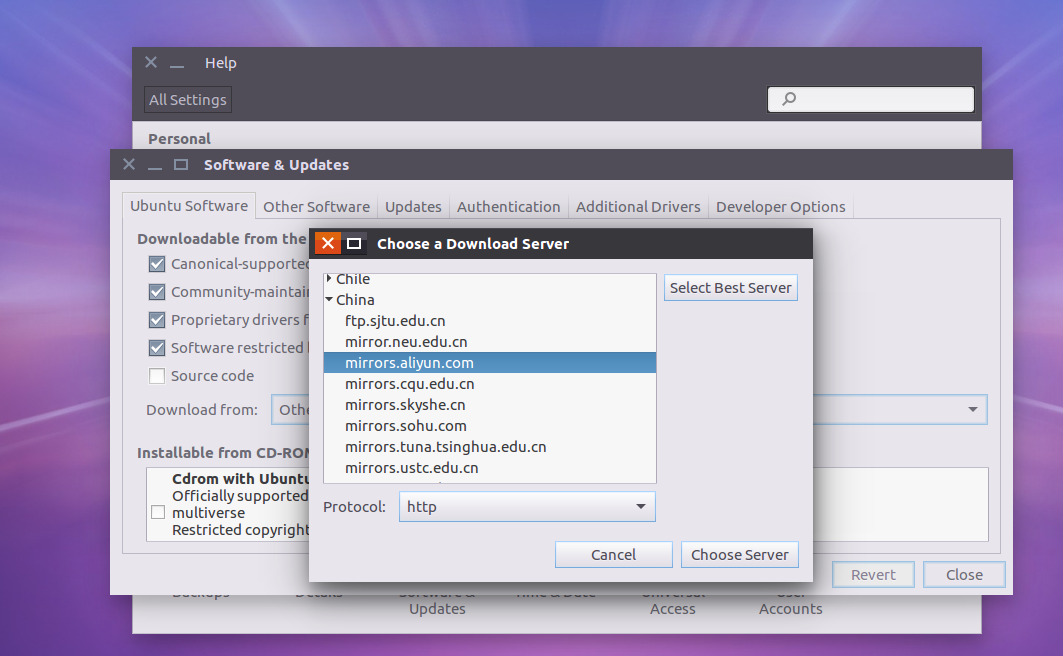 Help
All Settings
Personal
Software & Updates
Ubuntu Software Other Software Updates Authentication Additional Drivers Developer Options
Downloadable from the
Canonical-supported
Community-maintai
Proprietary drivers f
Software restricted
Source code
Download from: Othe
Installable from CD-ROM
Cdrom with Ubuntu
Officially supported
multiverse
Restricted copyright
Choose a Download Server
Chile
China
ftp.sjtu.edu.cn
mirror.neu.edu.cn
mirrors.aliyun.com
mirrors.cqu.edu.cn
mirrors.skyshe.cn
mirrors.sohu.com
mirrors.tuna.tsinghua.edu.cn
mirrors.ustc.edu.cn
Select Best Server
Protocol: http
Cancel Choose Server
Revert Close
Backups Details Software & Time & Date Universal User
Updates Access Accounts